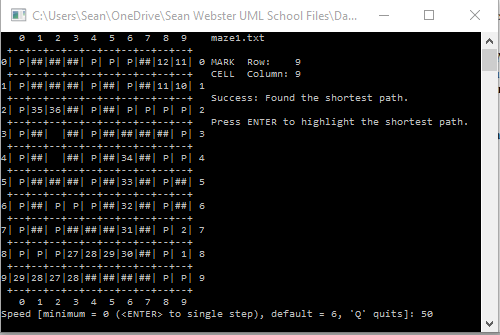 C:\Users\Sean\OneDrive\Sean Webster UML School Files\Da...
0 1 2 3 4 5 6 7 8 9 maze1.txt
+--+--+--+--+--+--+--+--+--+--+
0| P|##|##|##| P| P| P|##|12|11| 0 MARK Row: 9
+--+--+--+--+--+--+--+--+--+--+ CELL Column: 9
1| P|##|##|##| P|##| P|##|11|10| 1
+--+--+--+--+--+--+--+--+--+--+ Success: Found the shortest path.
2| P|35|36|##| P|##| P| P| P| P| 2
+--+--+--+--+--+--+--+--+--+--+ Press ENTER to highlight the shortest path.
3| P|##|  |##| P|##|##|##|##| P| 3
+--+--+--+--+--+--+--+--+--+--+
4| P|##|  |##| P|##|34|##| P| P| 4
+--+--+--+--+--+--+--+--+--+--+
5| P|##|##|##| P|##|33|##| P|##| 5
+--+--+--+--+--+--+--+--+--+--+
6| P|##| P| P| P|##|32|##| P|##| 6
+--+--+--+--+--+--+--+--+--+--+
7| P|##| P|##|##|##|31|##| P| 2| 7
+--+--+--+--+--+--+--+--+--+--+
8| P| P| P|27|28|29|30|##| P| 1| 8
+--+--+--+--+--+--+--+--+--+--+
9|29|28|27|28|##|##|##|##| P| P| 9
+--+--+--+--+--+--+--+--+--+--+
0 1 2 3 4 5 6 7 8 9
Speed [minimum = 0 (<ENTER> to single step), default = 6, 'Q' quits]: 50